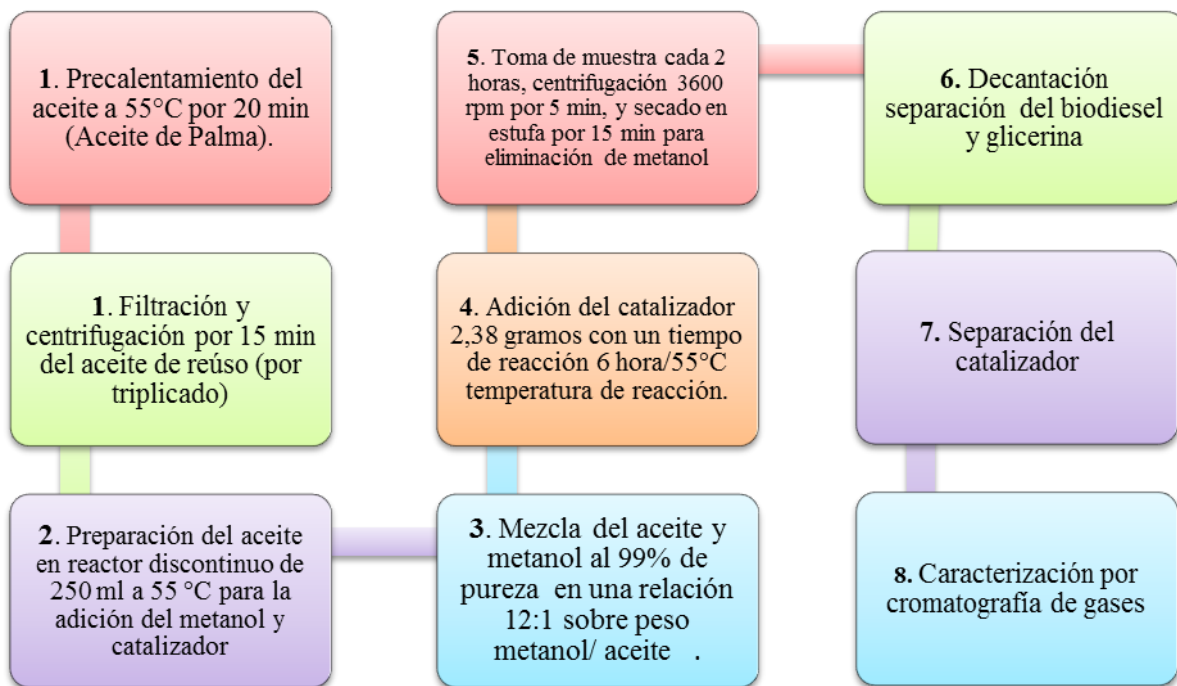 1. Precalentamiento del
aceite a 55°C por 20 min
(Aceite de Palma).
1. Filtración y
centrifugación por 15 min
del aceite de reúso (por
triplicado)
2. Preparación del aceite
en reactor discontinuo de
250 ml a 55 °C para la
adición del metanol y
catalizador
3. Mezcla del aceite y
metanol al 99% de
pureza en una relación
12:1 sobre peso
metanol/ aceite .
4. Adición del catalizador
2,38 gramos con un tiempo
de reacción 6 hora/55°C
temperatura de reacción.
5. Toma de muestra cada 2
horas, centrifugación 3600
rpm por 5 min, y secado en
estufa por 15 min para
eliminación de metanol
6. Decantación
separación del biodiesel
y glicerina
7. Separación del
catalizador
8. Caracterización por
cromatografía de gases